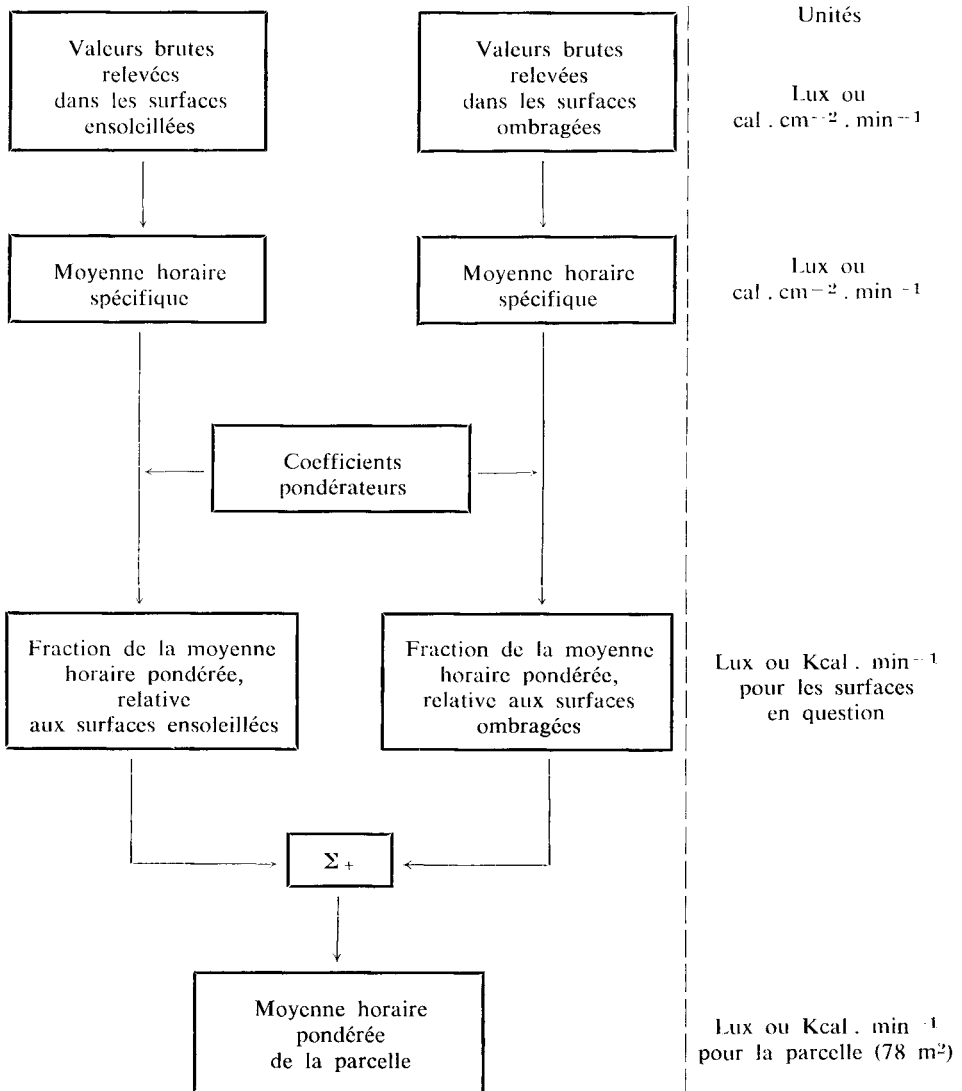 Valeurs brutes
relevées
dans les surfaces
ensoleillées
Valeurs brutes
relevées
dans les surfaces
ombragées
Unités
Lux ou
cal . cm⁻² . min⁻¹
Moyenne horaire
spécifique
Moyenne horaire
spécifique
Lux ou
cal . cm⁻² . min⁻¹
Coefficients
pondérateurs
Fraction de la moyenne
horaire pondérée,
relative
aux surfaces ensoleillées
Fraction de la moyenne
horaire pondérée,
relative aux surfaces
ombragées
Lux ou Kcal . min⁻¹
pour les surfaces
en question
Σ +
Moyenne horaire
pondérée
de la parcelle
Lux ou Kcal . min⁻¹
pour la parcelle (78 m²)